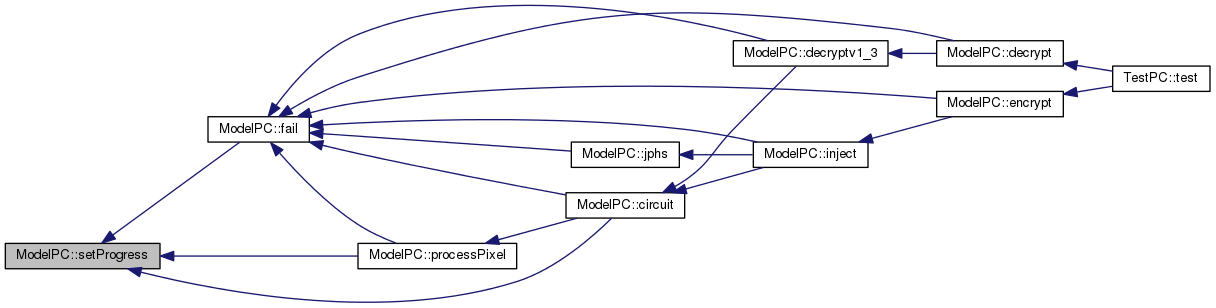 ModelPC::decryptv1_3
ModelPC::decrypt
TestPC::test
ModelPC::encrypt
ModelPC::fail
ModelPC::jphs
ModelPC::inject
ModelPC::circuit
ModelPC::setProgress
ModelPC::processPixel